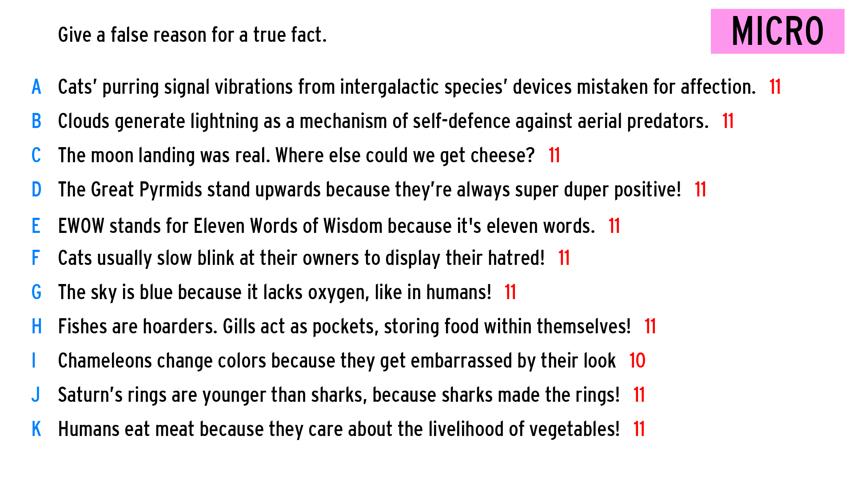 Give a false reason for a true fact.
MICRO
A Cats’ purring signal vibrations from intergalactic species’ devices mistaken for affection. 11
B Clouds generate lightning as a mechanism of self-defence against aerial predators. 11
C The moon landing was real. Where else could we get cheese? 11
D The Great Pyrmids stand upwards because they’re always super duper positive! 11
E EWOW stands for Eleven Words of Wisdom because it's eleven words. 11
F Cats usually slow blink at their owners to display their hatred! 11
G The sky is blue because it lacks oxygen, like in humans! 11
H Fishes are hoarders. Gills act as pockets, storing food within themselves! 11
I Chameleons change colors because they get embarrassed by their look 10
J Saturn’s rings are younger than sharks, because sharks made the rings! 11
K Humans eat meat because they care about the livelihood of vegetables! 11